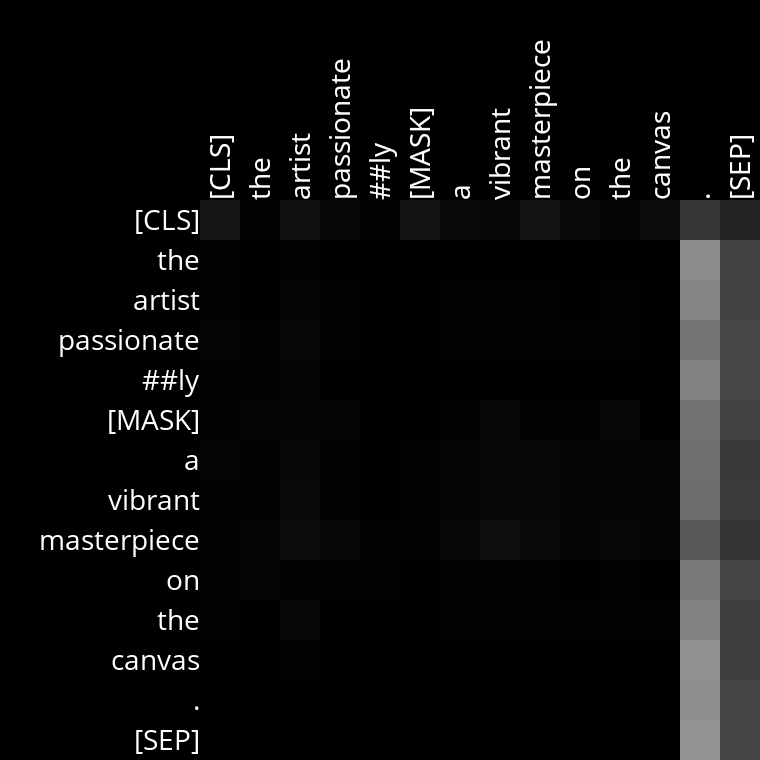 [CLS] the artist passionate ##ly [MASK] a vibrant masterpiece on the canvas . [SEP]
[CLS]
the
artist
passionate
##ly
[MASK]
a
vibrant
masterpiece
on
the
canvas
.
[SEP]